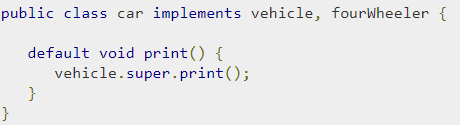 public class car implements vehicle, fourWheeler {
default void print() {
vehicle.super.print();
}
}